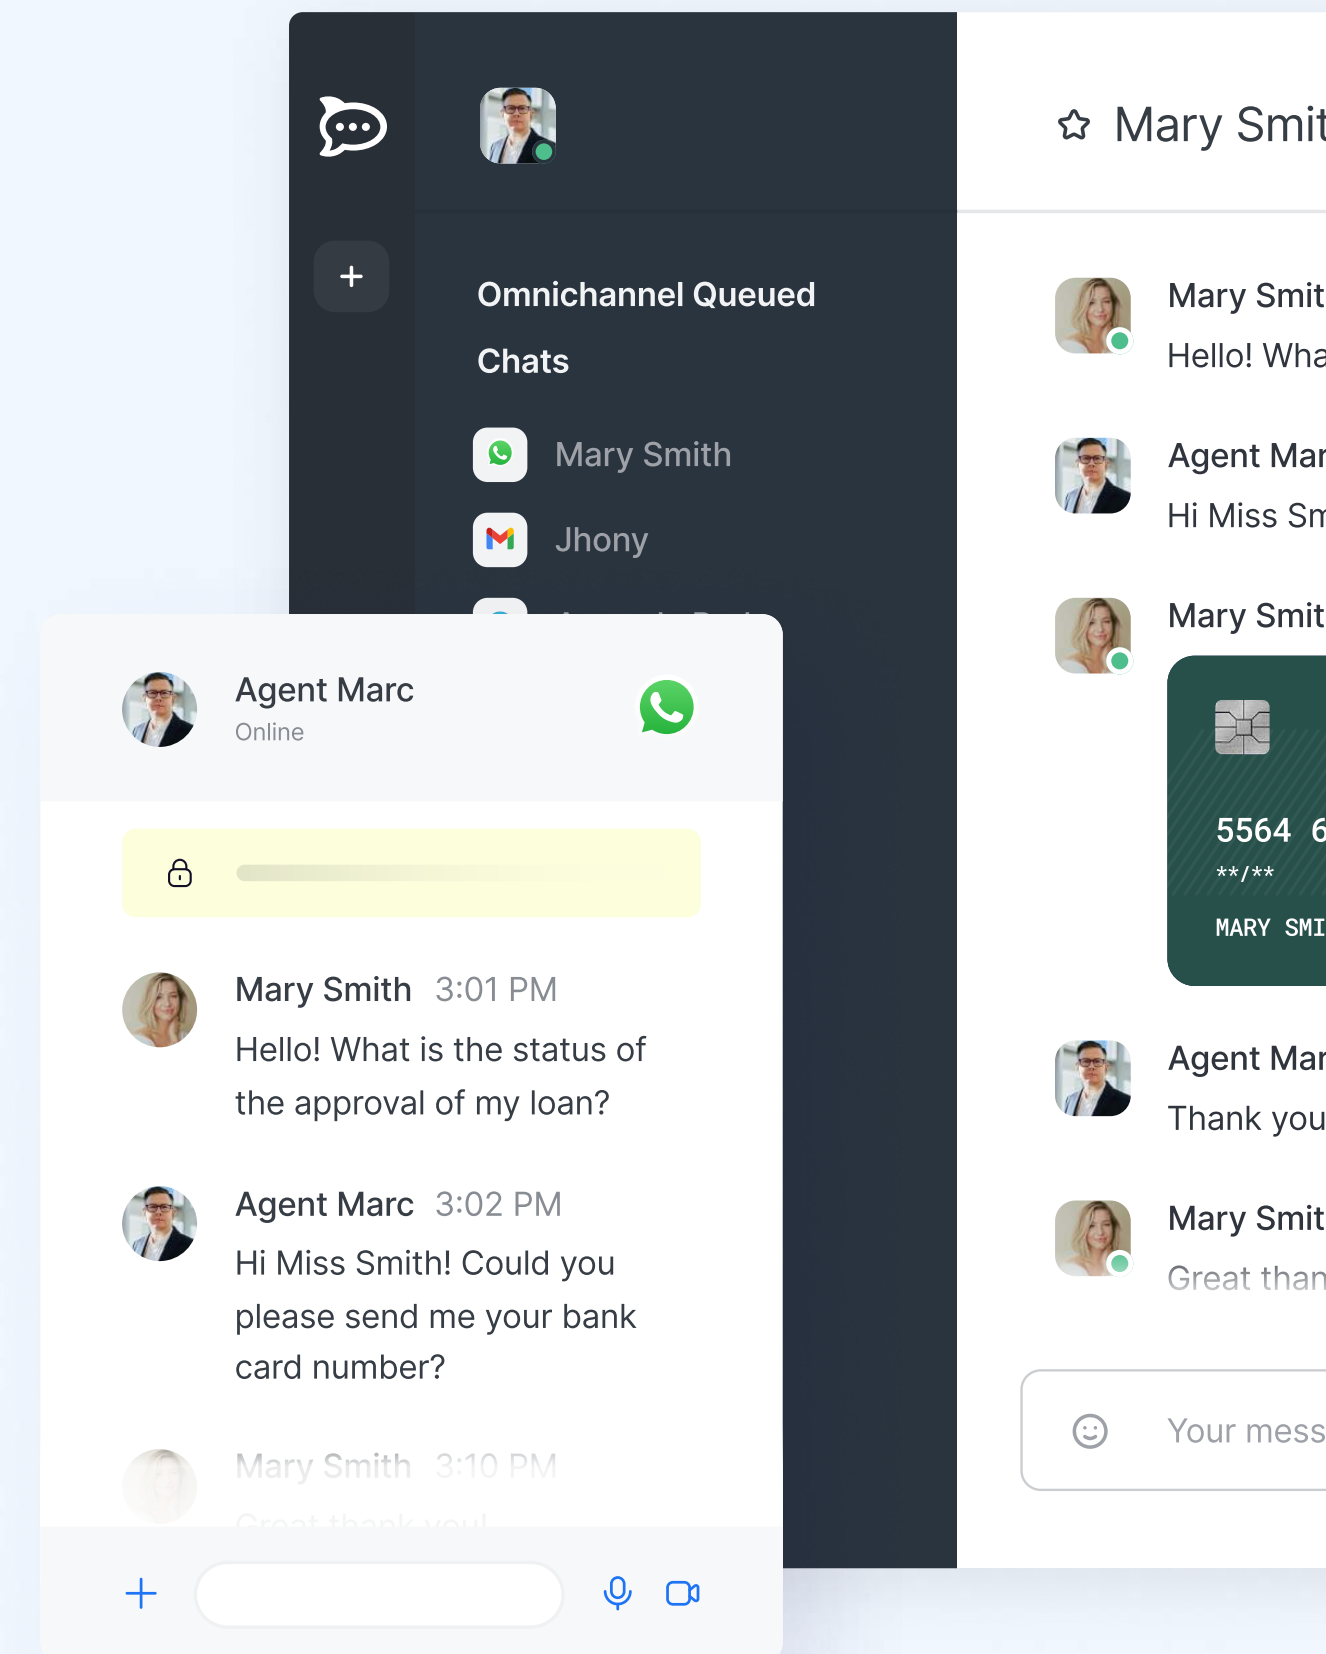 Mary Smit
Omnichannel Queued
Chats
Mary Smith
Jhony
Agent Marc
Online
Mary Smith 3:01 PM
Hello! What is the status of
the approval of my loan?
Agent Marc 3:02 PM
Hi Miss Smith! Could you
please send me your bank
card number?
Mary Smith 3:10 PM
Great thank you!
Mary Smit
Hello! Wha
Agent Mar
Hi Miss Sm
Mary Smit
5564 6
**/**
MARY SMI
Agent Mar
Thank you
Mary Smit
Great than
Your mess